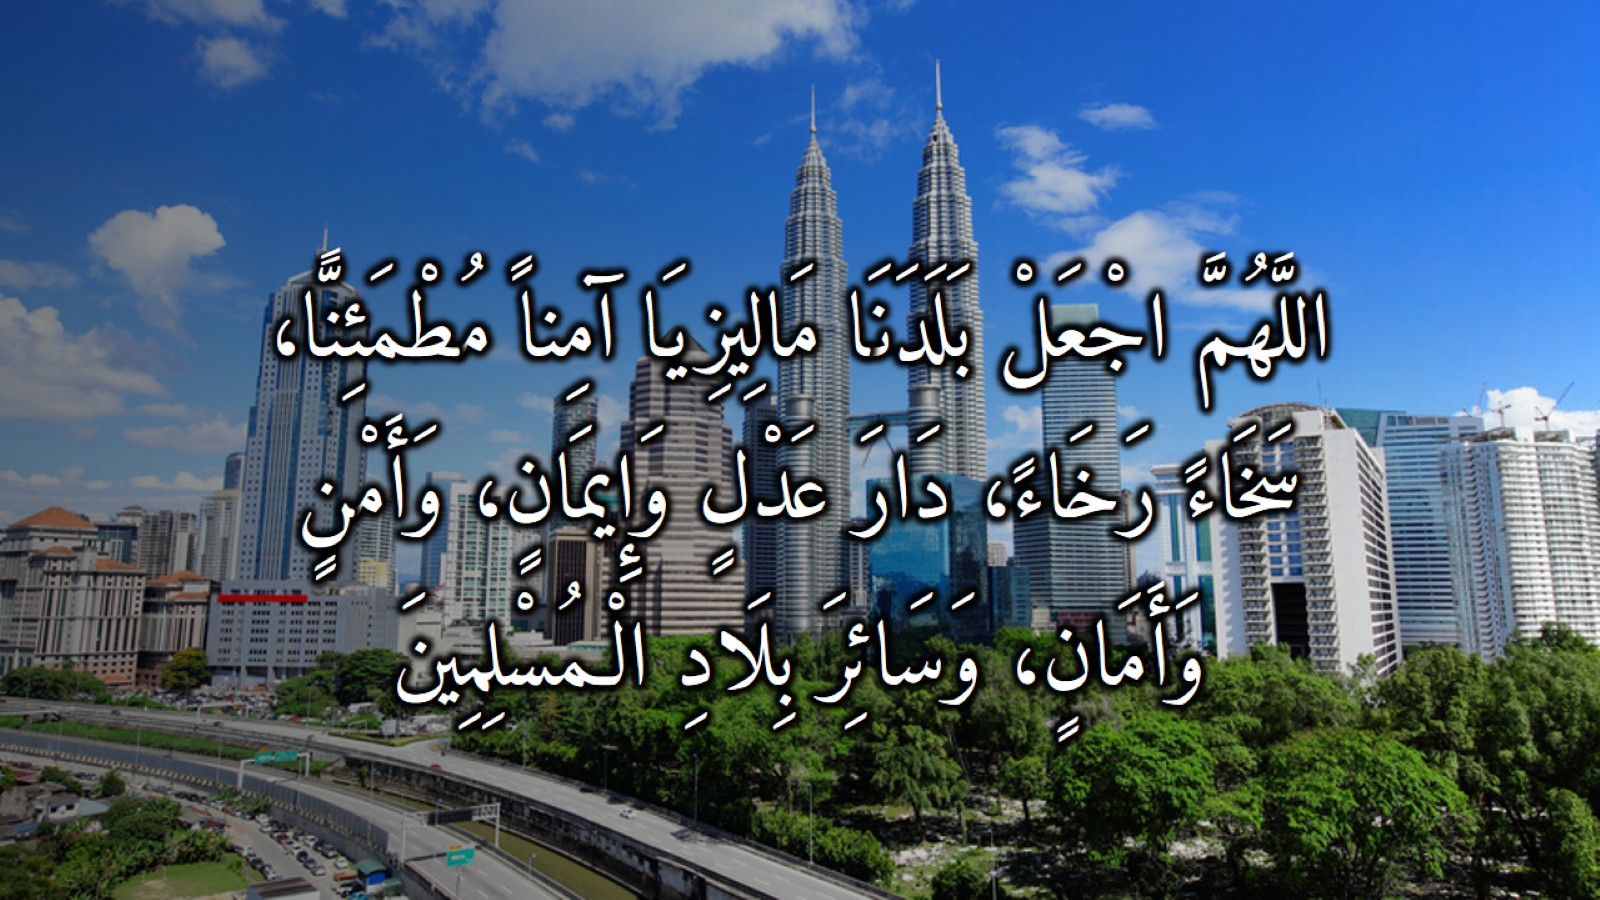 اللَّهُمَّ اجْعَلْ بَلَدَنَا مَالِيزِيَا آمِناً مُطْمَئِنًّا،
سَخَاءً رَخَاءً، دَارَ عَدْلٍ وَإِيمَانٍ، وَأَمْنٍ
وَأَمَانٍ، وَسَائِرَ بِلَادِ الْمُسْلِمِينَ